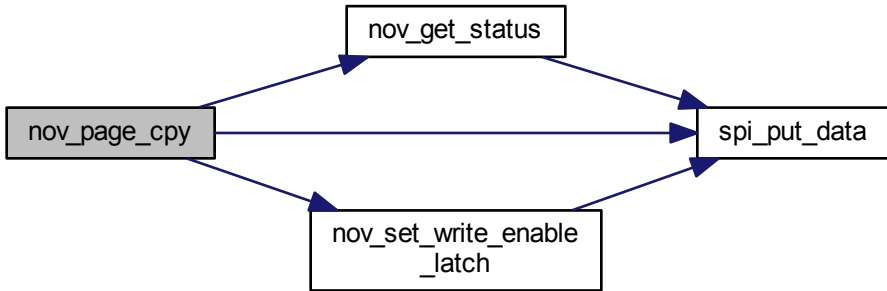 nov_get_status
nov_page_cpy
spi_put_data
nov_set_write_enable
_latch